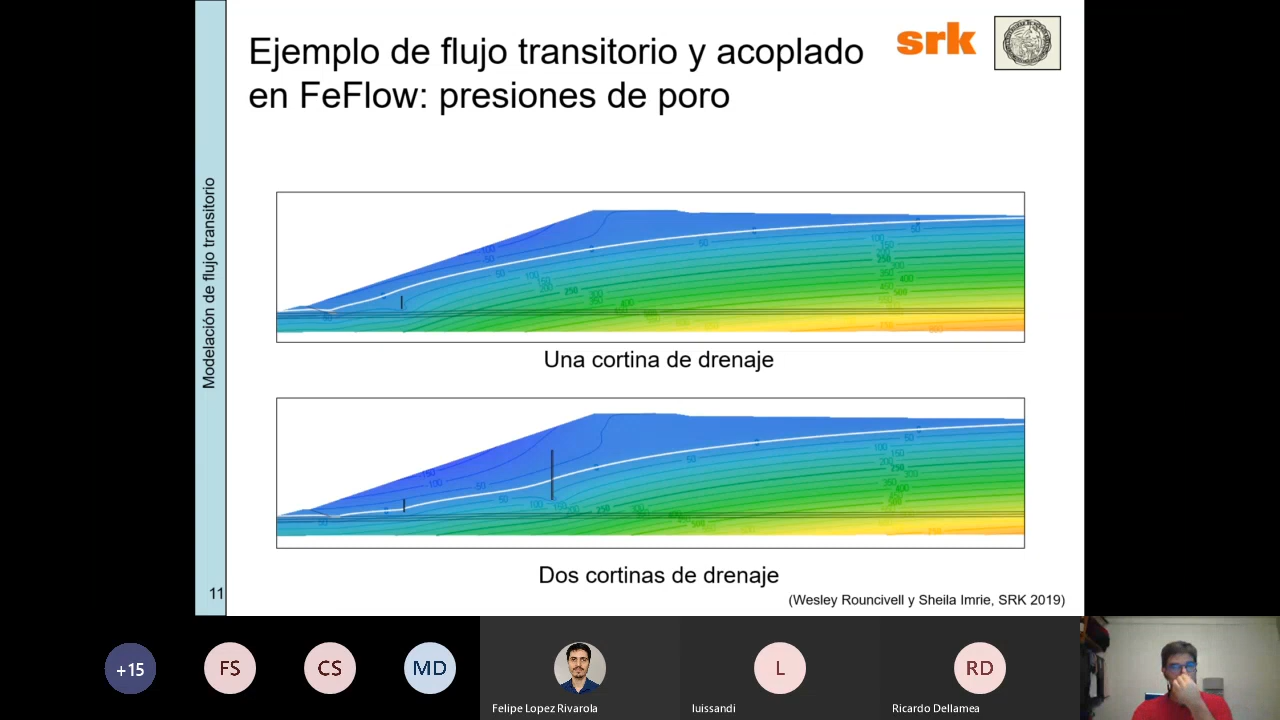 Ejemplo de flujo transitorio y acoplado
en FeFlow: presiones de poro
srk
Modelación de flujo transitorio
Una cortina de drenaje
Dos cortinas de drenaje
(Wesley Rouncivell y Sheila Imrie, SRK 2019)
11
+15
FS
CS
MD
Felipe Lopez Rivarola
L
luissandi
RD
Ricardo Dellamea